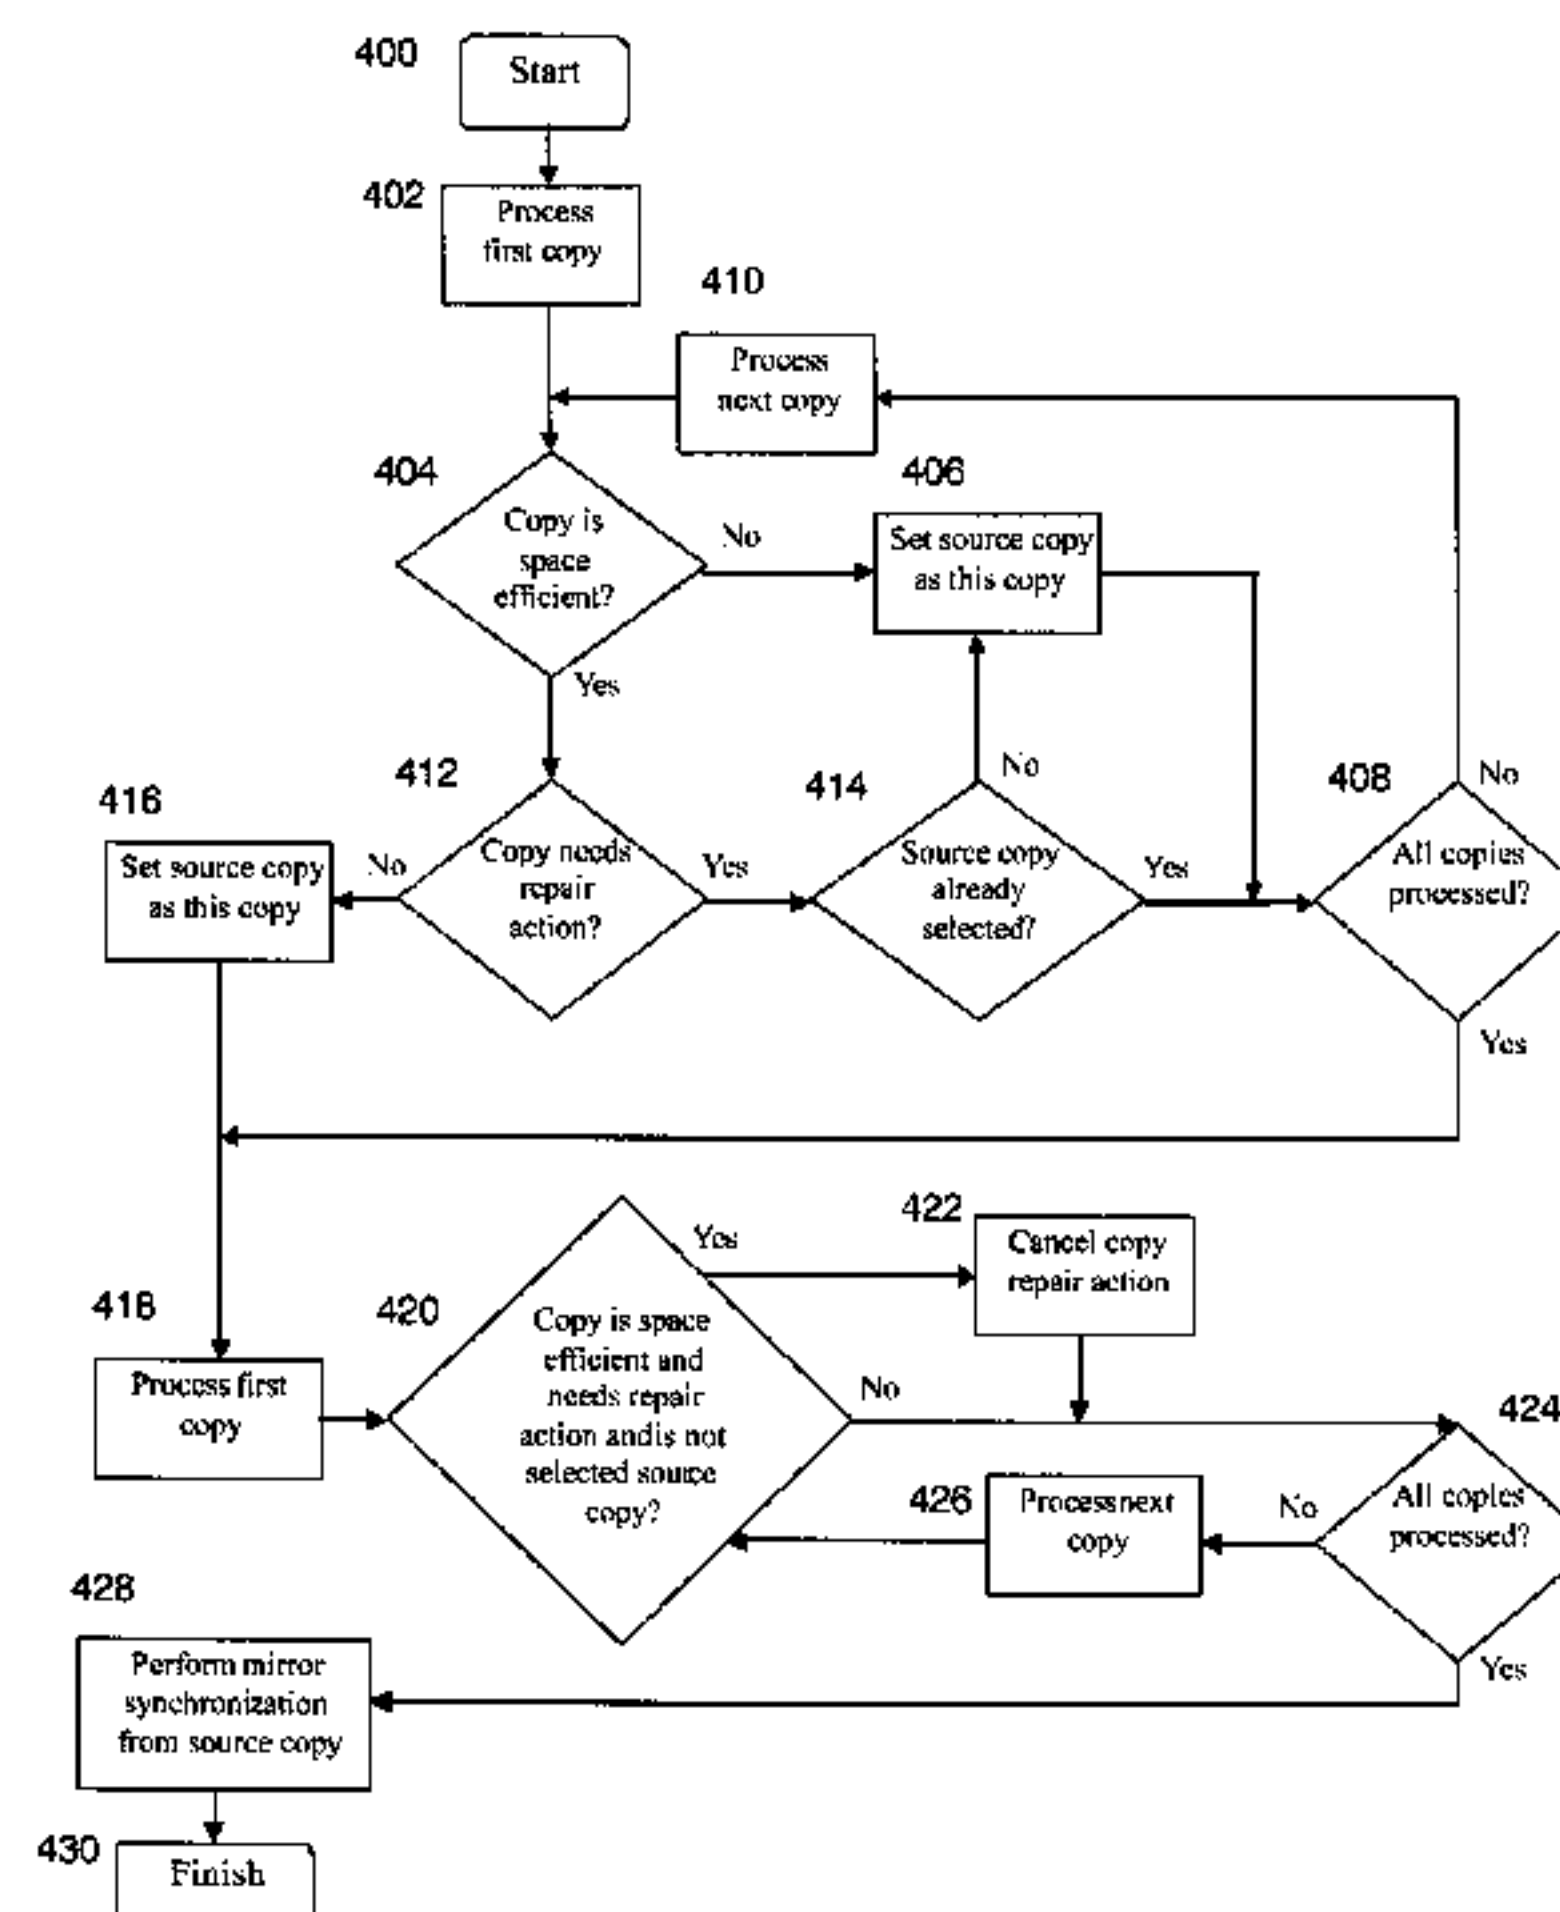 400
Start
402
Process
first copy
410
Process
next copy
404
Copy is
space
efficient?
No
Yes
406
Set source copy
as this copy
412
Copy needs
repair
action?
No
Yes
414
Source copy
already
selected?
No
Yes
408
All copies
processed?
No
Yes
416
Set source copy
as this copy
418
Process first
copy
420
Copy is space
efficient and
needs repair
action andis not
selected source
copy?
Yes
No
422
Cancel copy
repair action
424
All copies
processed?
No
Yes
426
Processnext
copy
428
Perform mirror
synchronization
from source copy
430
Finish